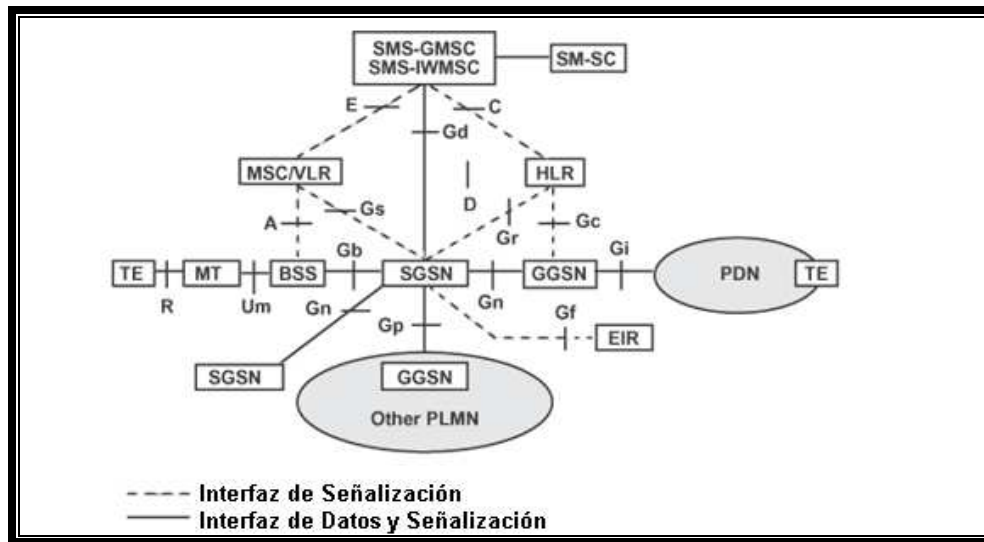 SMS-GMSC
SMS-IWMSC
SM-SC
E
C
Gd
MSC/VLR
HLR
D
A
Gs
Gr
Gc
Gb
Gi
TE
MT
BSS
SGSN
GGSN
PDN
TE
R
Um
Gn
Gn
Gp
Gf
EIR
SGSN
GGSN
Other PLMN
Interfaz de Señalización
Interfaz de Datos y Señalización